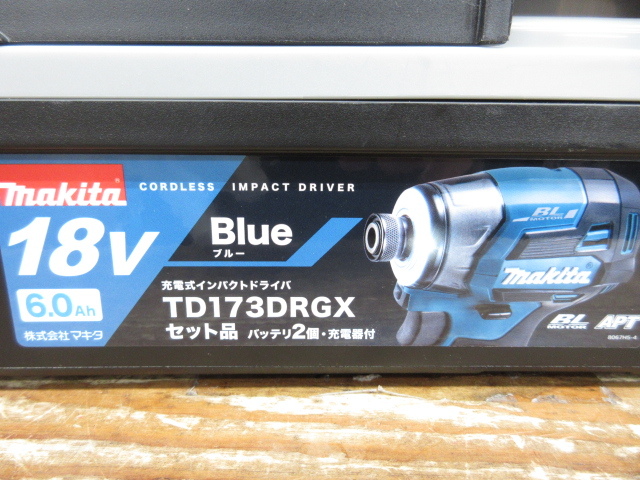 makita
CORDLESS IMPACT DRIVER
18V
Blue
ブルー
6.0Ah
充電式インパクトドライバ
TD173DRGX
株式会社マキタ
セット品 バッテリ2個・充電器付
BL
MOTOR
makita
BL
MOTOR
APT